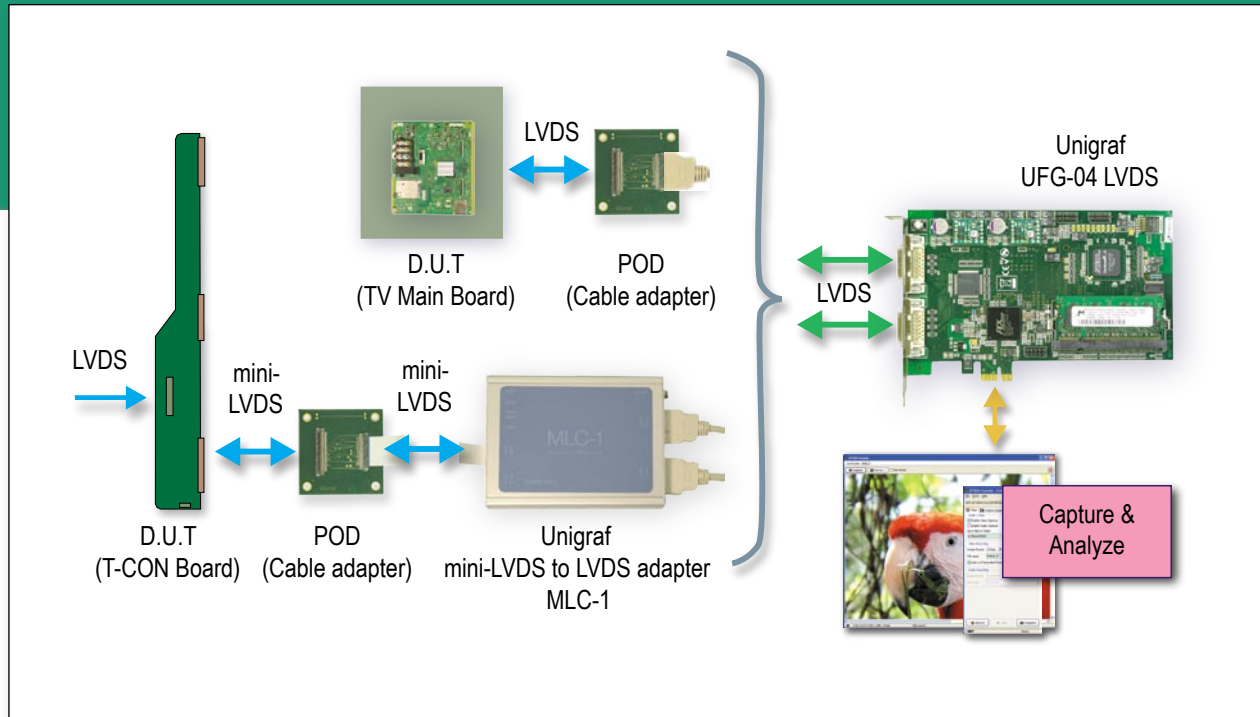 LVDS
D.U.T
(TV Main Board)
POD
(Cable adapter)
Unigraf
UFG-04 LVDS
LVDS
LVDS
mini-
LVDS
mini-
LVDS
MLC-1
D.U.T
(T-CON Board)
POD
(Cable adapter)
Unigraf
mini-LVDS to LVDS adapter
MLC-1
Capture &
Analyze